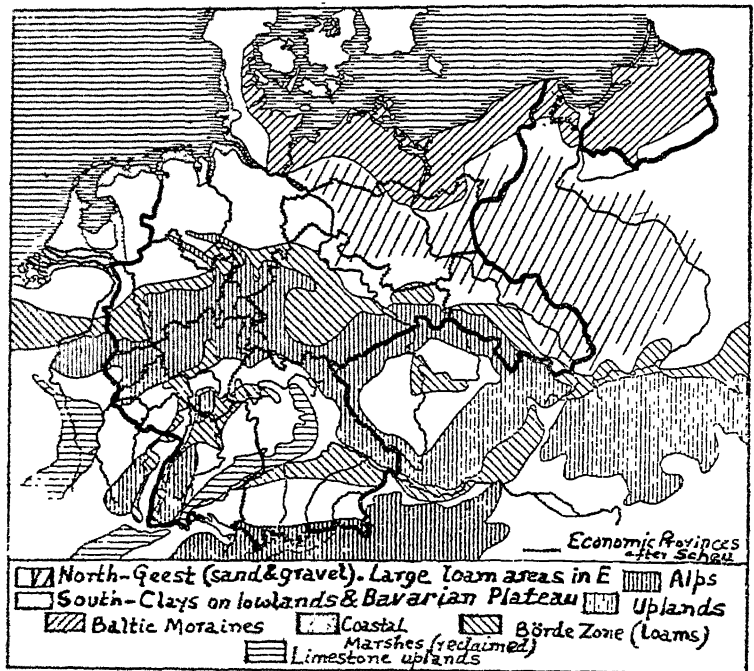 Economic Provinces
after Scheu
North-Geest (sand & gravel). Large loam areas in E
Alps
South-Clays on lowlands & Bavarian Plateau
Uplands
Baltic Moraines
Coastal
Marshes (reclaimed)
Börde Zone (loams)
Limestone uplands